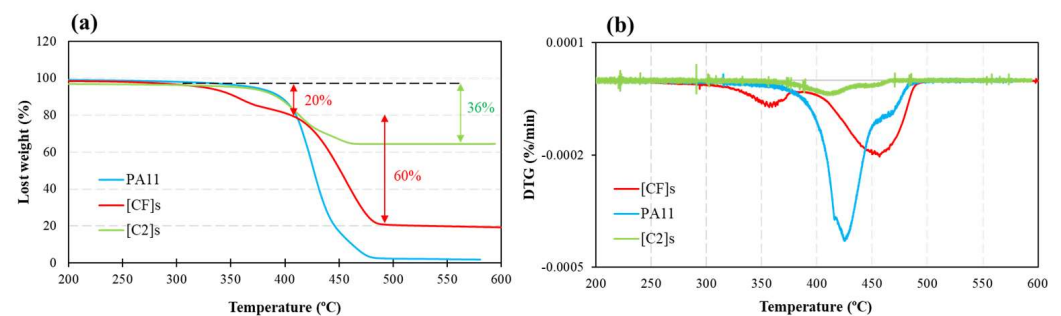 (a)
120
100
80
60
40
20
0
Lost weight (%)
20%
36%
60%
PA11
[CF]s
[C2]s
200 250 300 350 400 450 500 550 600
Temperature (ºC)
(b)
0.0001
-0.0002
-0.0005
DTG (%/min)
[CF]s
PA11
[C2]s
200 250 300 350 400 450 500 550 600
Temperature (ºC)